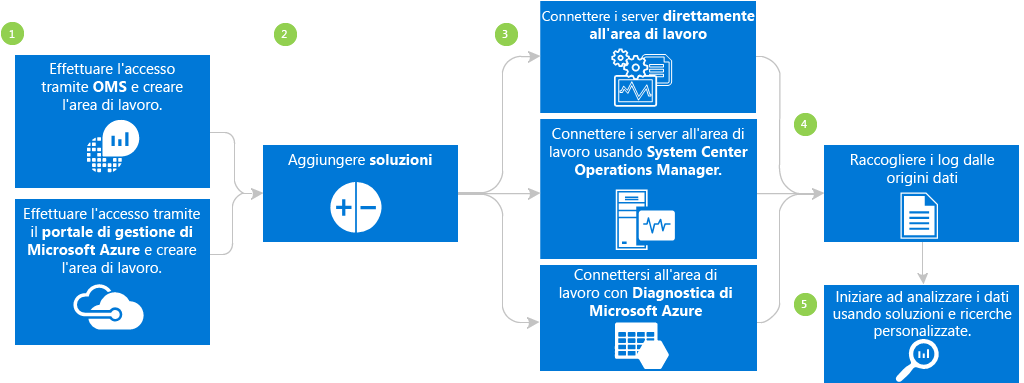 1
Effettuare l'accesso
tramite OMS e creare
l'area di lavoro.
Effettuare l'accesso tramite
il portale di gestione di
Microsoft Azure e creare
l'area di lavoro.
2
Aggiungere soluzioni
3
Connettere i server direttamente
all'area di lavoro
Connettere i server all'area di
lavoro usando System Center
Operations Manager.
Connettersi all'area di
lavoro con Diagnostica di
Microsoft Azure
4
Raccogliere i log dalle
origini dati
5
Iniziare ad analizzare i dati
usando soluzioni e ricerche
personalizzate.